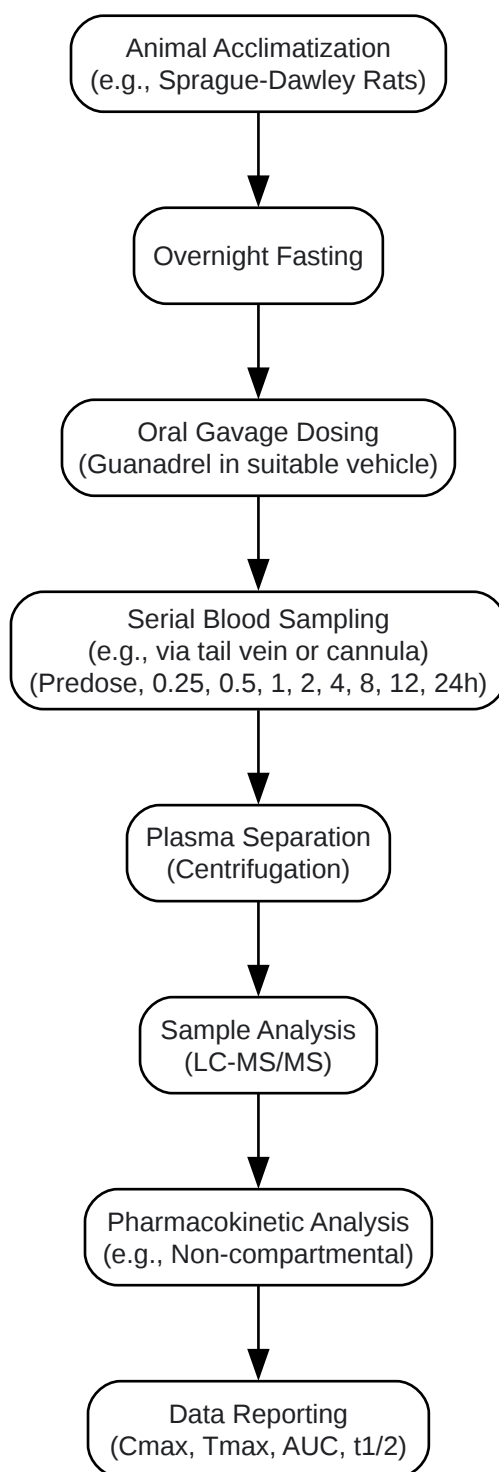 Animal Acclimatization
(e.g., Sprague-Dawley Rats)
Overnight Fasting
Oral Gavage Dosing
(Guanadrel in suitable vehicle)
Serial Blood Sampling
(e.g., via tail vein or cannula)
(Predose, 0.25, 0.5, 1, 2, 4, 8, 12, 24h)
Plasma Separation
(Centrifugation)
Sample Analysis
(LC-MS/MS)
Pharmacokinetic Analysis
(e.g., Non-compartmental)
Data Reporting
(Cmax, Tmax, AUC, t1/2)